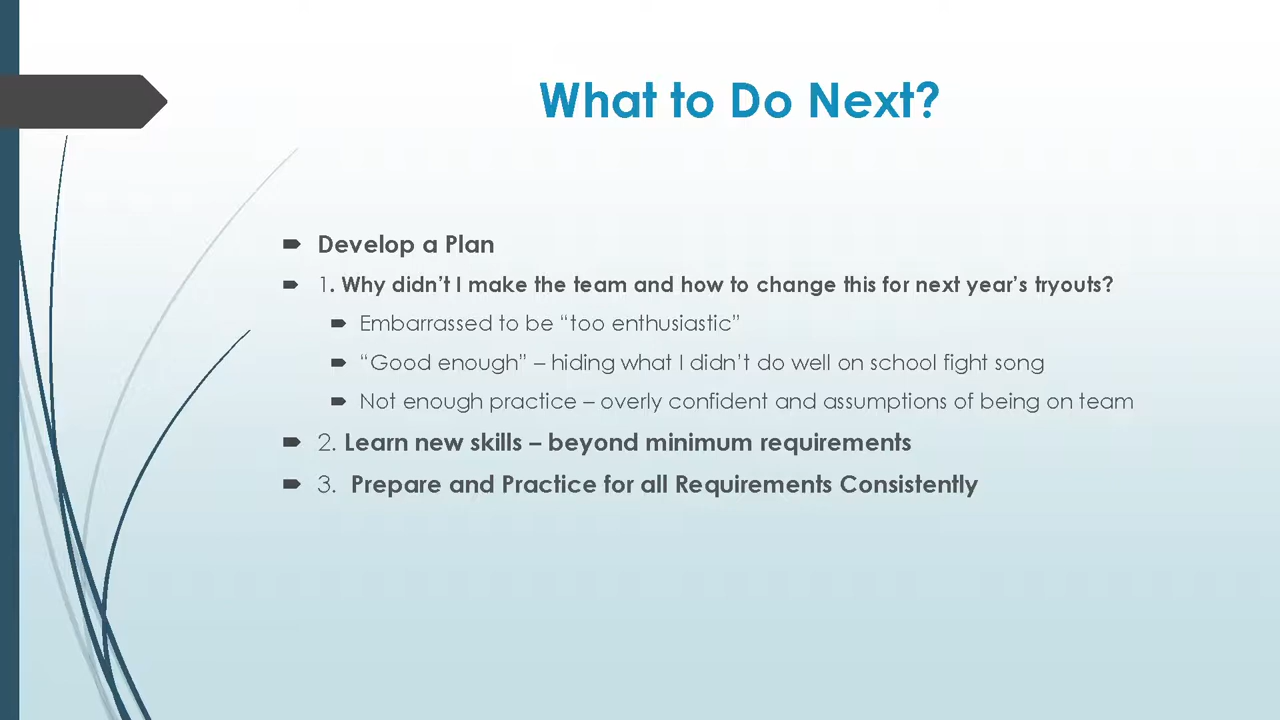 What to Do Next?
Develop a Plan
1. Why didn’t I make the team and how to change this for next year’s tryouts?
Embarrassed to be “too enthusiastic”
“Good enough” – hiding what I didn’t do well on school fight song
Not enough practice – overly confident and assumptions of being on team
2. Learn new skills – beyond minimum requirements
3.  Prepare and Practice for all Requirements Consistently